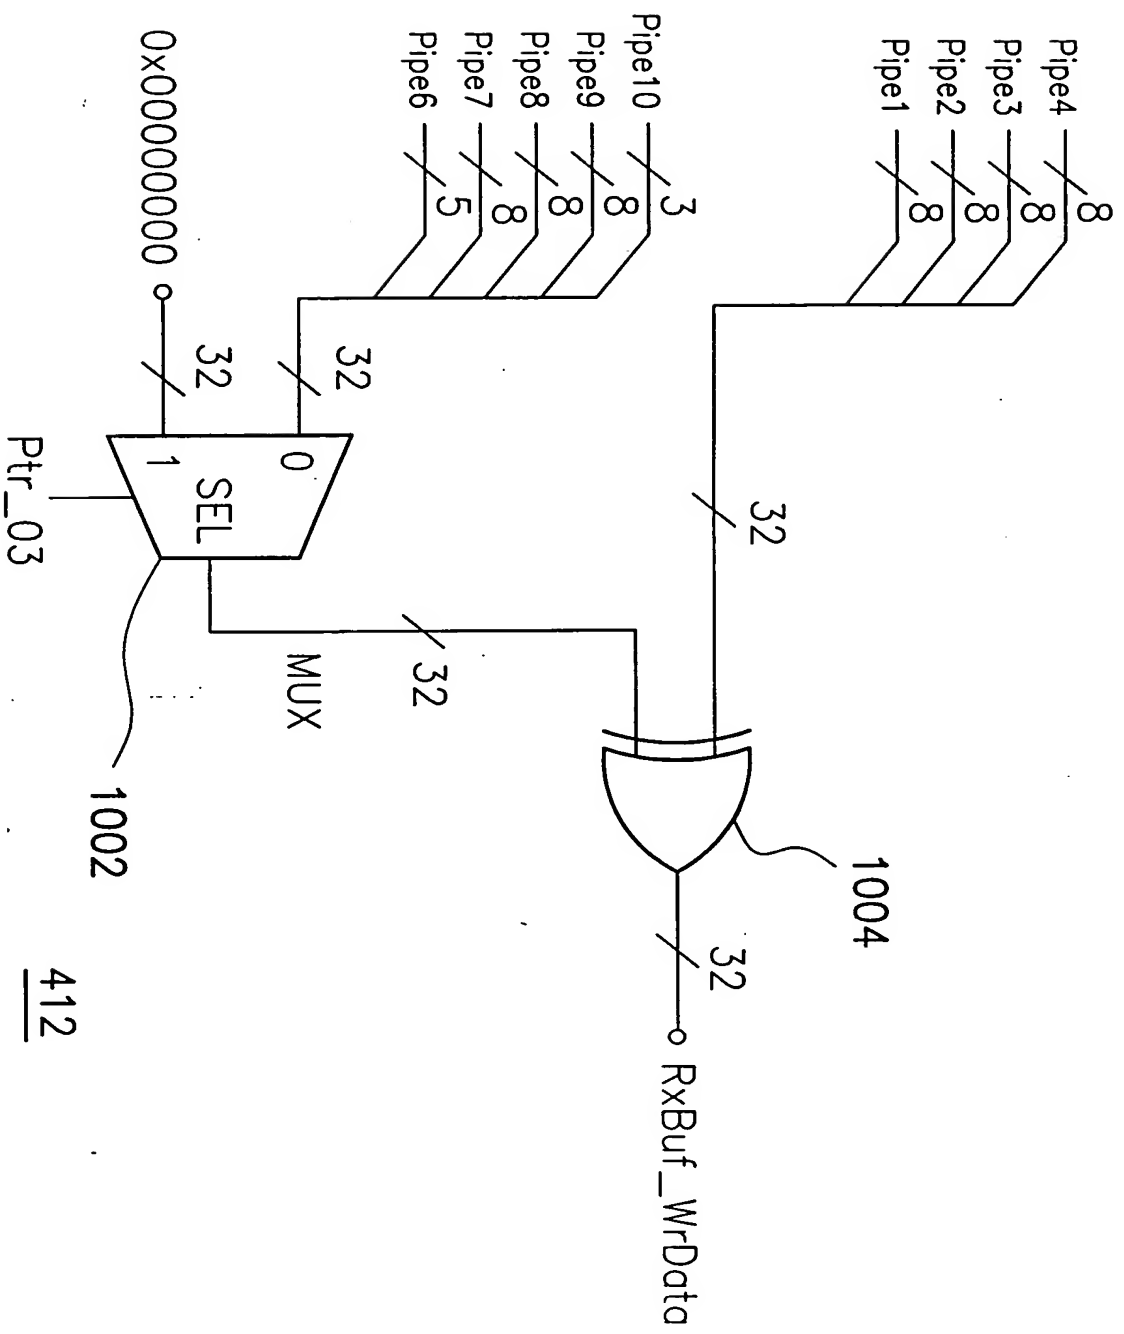 Pipe4
8
Pipe3
8
Pipe2
8
Pipe1
8
1004
32
32
RxBuf_WrData
Pipe10
3
Pipe9
8
Pipe8
8
Pipe7
8
Pipe6
5
32
32
MUX
0
SEL
1
32
0x00000000
1002
Ptr_03
412